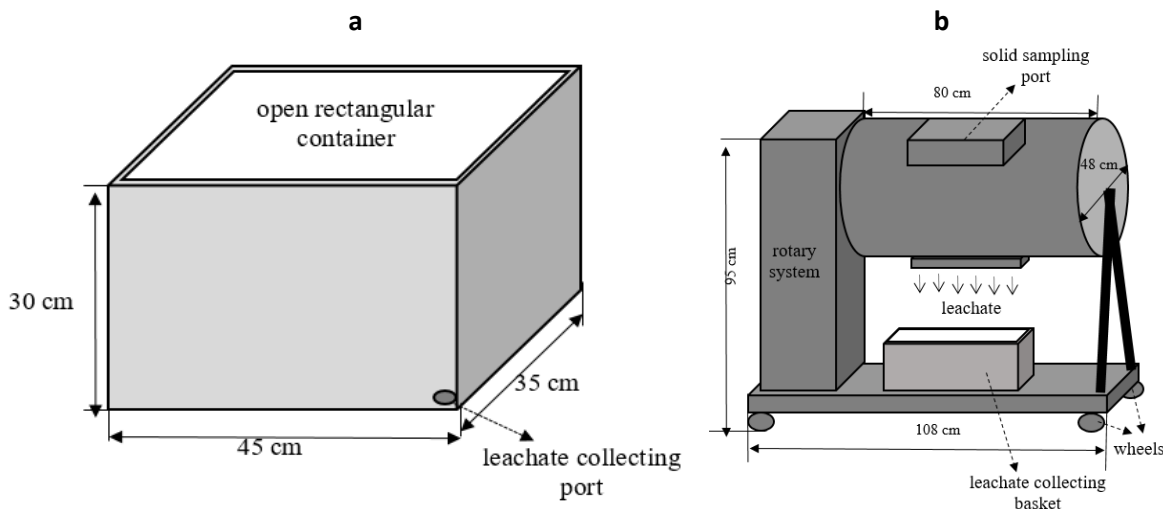 a
open rectangular
container
30 cm
35 cm
45 cm
leachate collecting
port
b
solid sampling
port
80 cm
48 cm
95 cm
rotary
system
leachate
108 cm
wheels
leachate collecting
basket